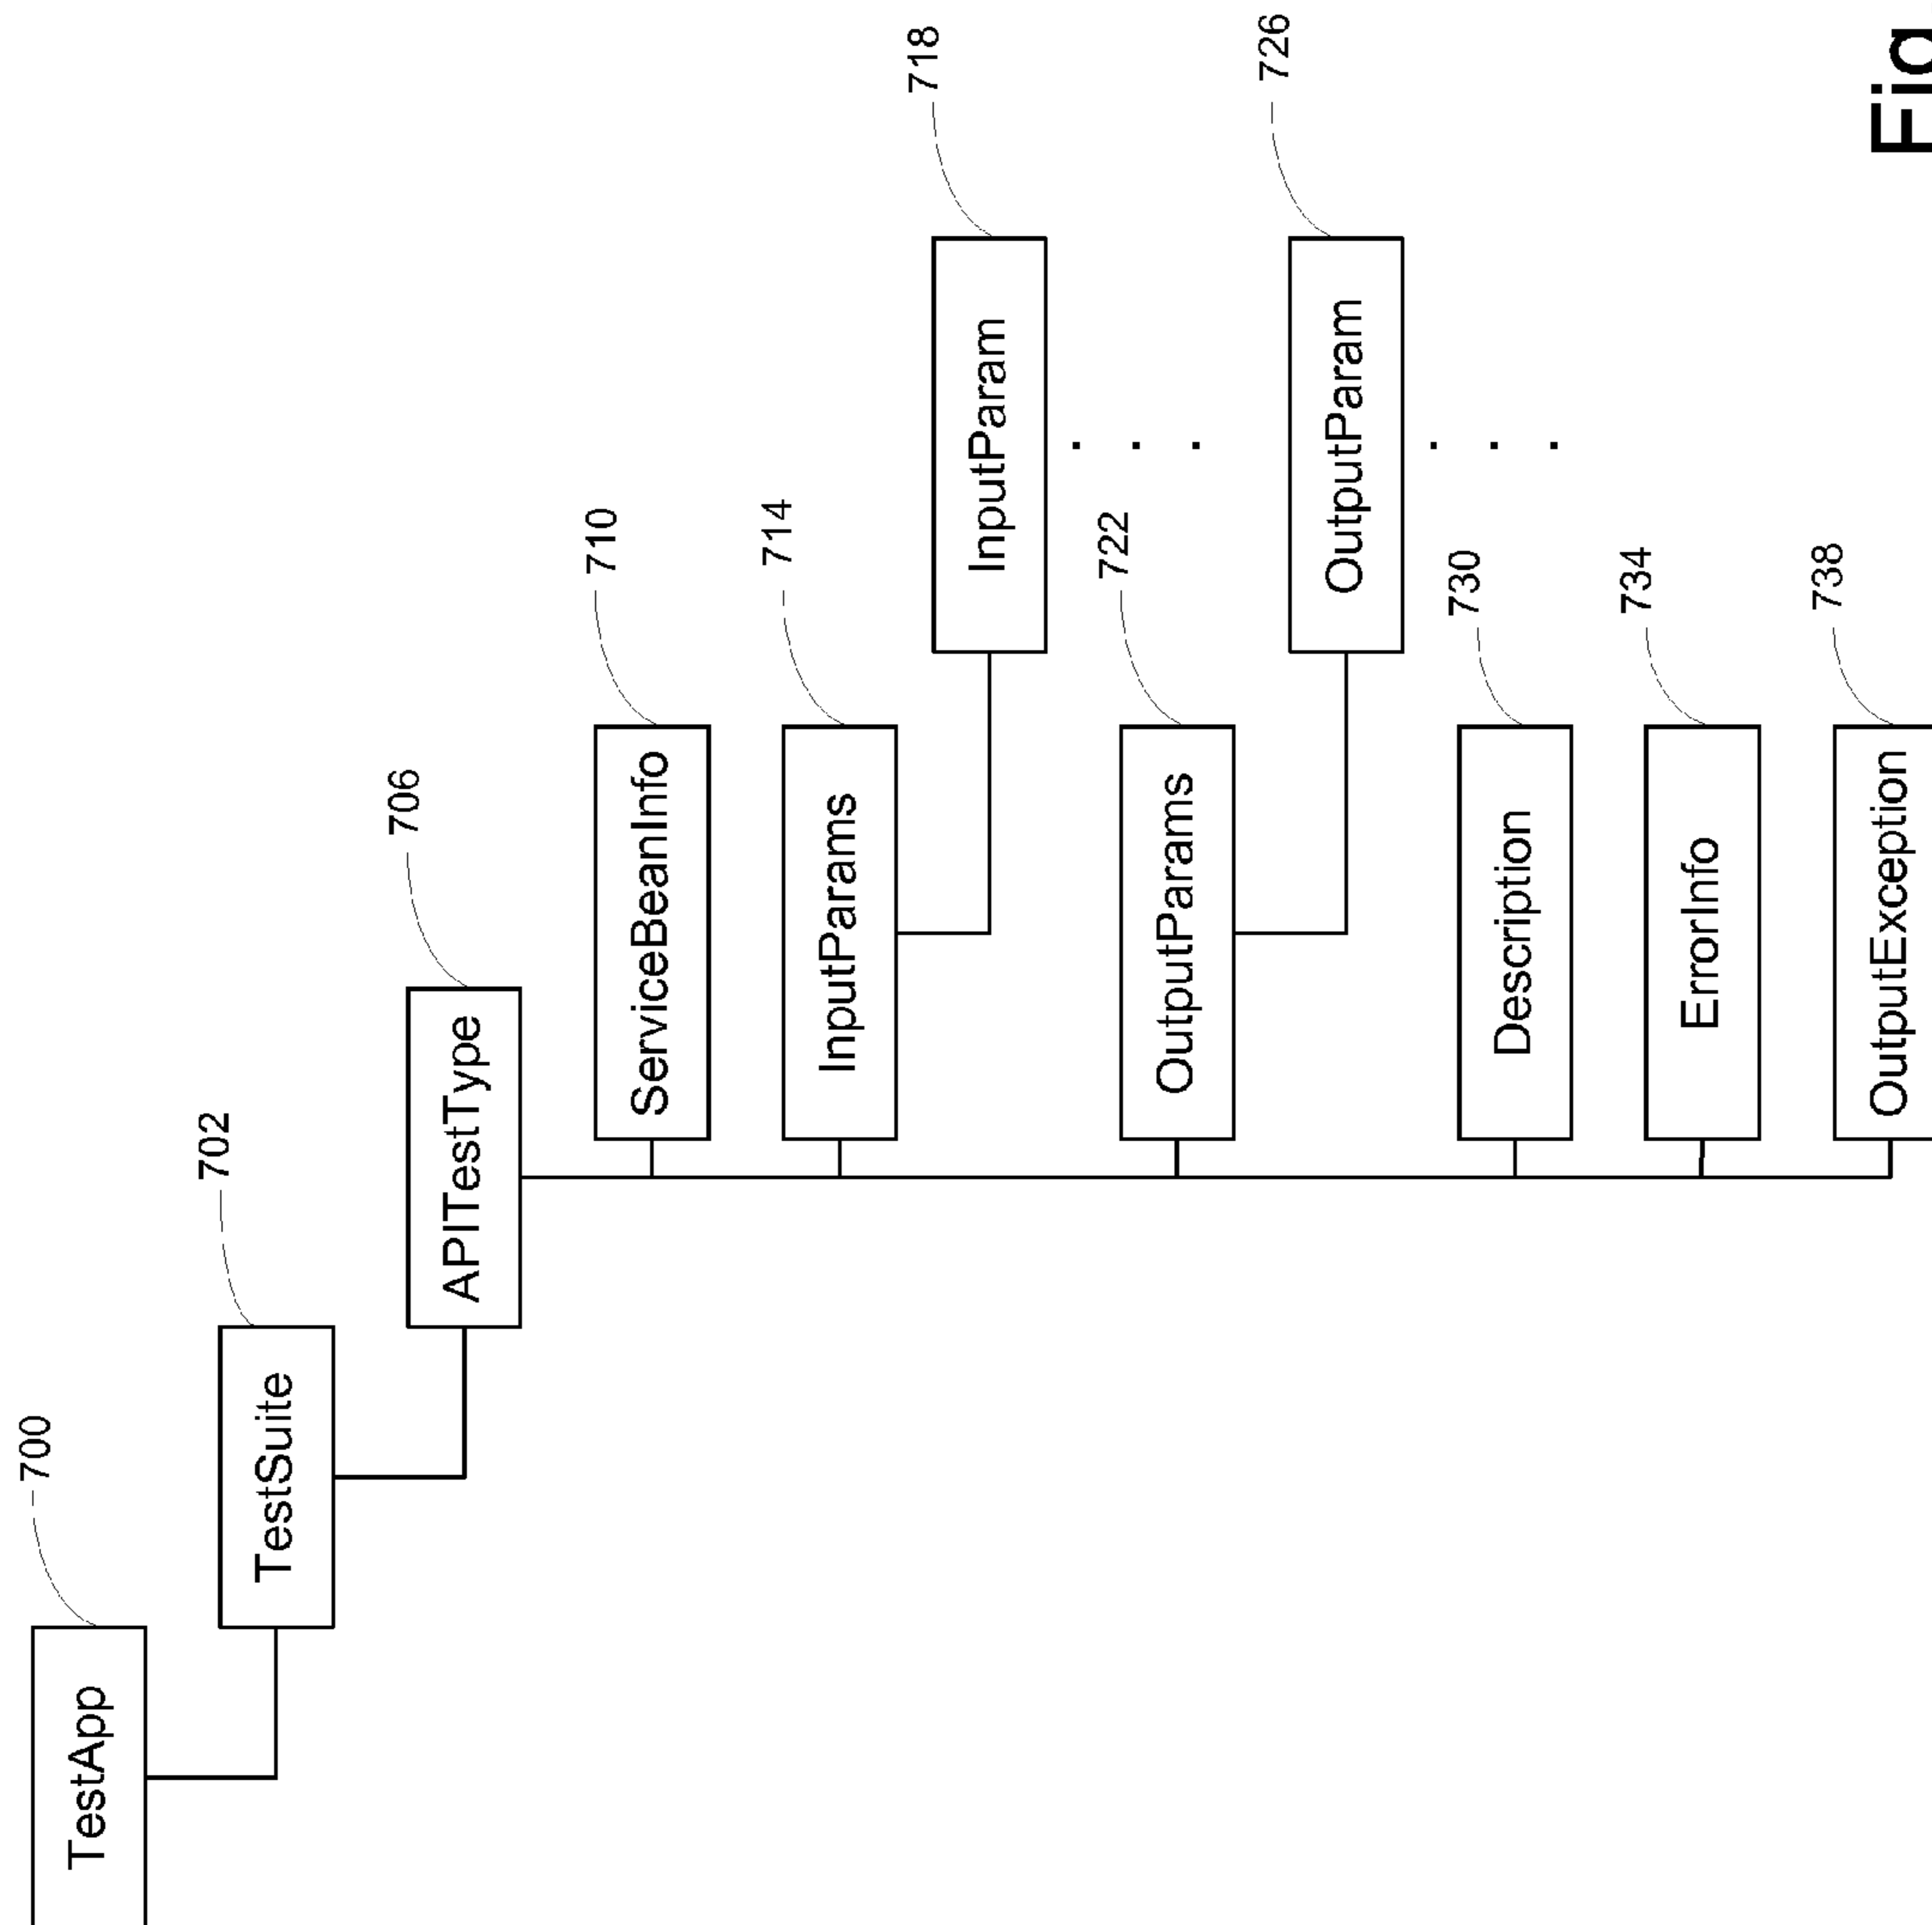 700
TestApp
702
TestSuite
706
APITestType
710
ServiceBeanInfo
714
InputParams
718
InputParam
. . .
722
OutputParams
726
OutputParam
. . .
730
Description
734
ErrorInfo
738
OutputException